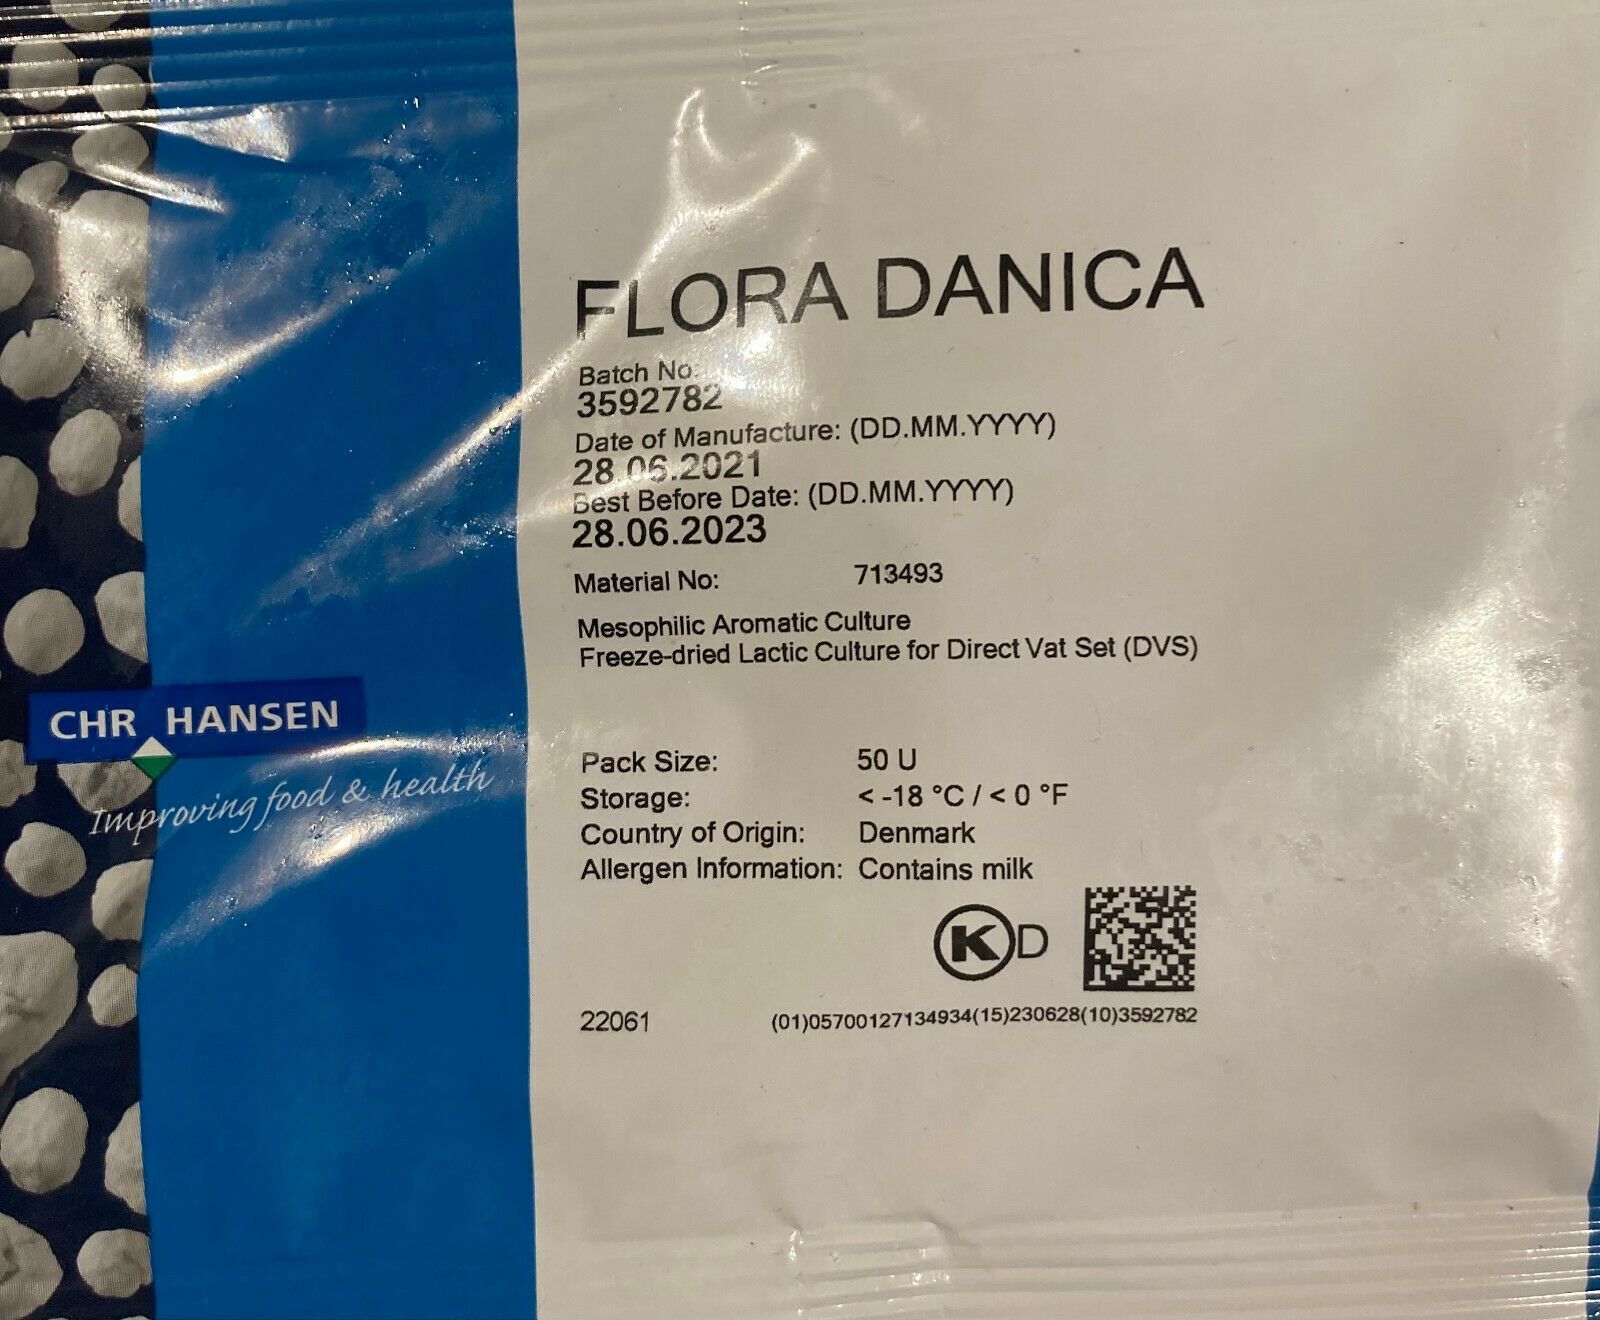 FLORA DANICA
Batch No:
3592782
Date of Manufacture: (DD.MM.YYYY)
28.06.2021
Best Before Date: (DD.MM.YYYY)
28.06.2023
Material No: 713493
Mesophilic Aromatic Culture
Freeze-dried Lactic Culture for Direct Vat Set (DVS)
CHR HANSEN
Improving food & health
Pack Size: 50 U
Storage: < -18 °C / < 0 °F
Country of Origin: Denmark
Allergen Information: Contains milk
K D
22061 (01)05700127134934(15)230628(10)3592782